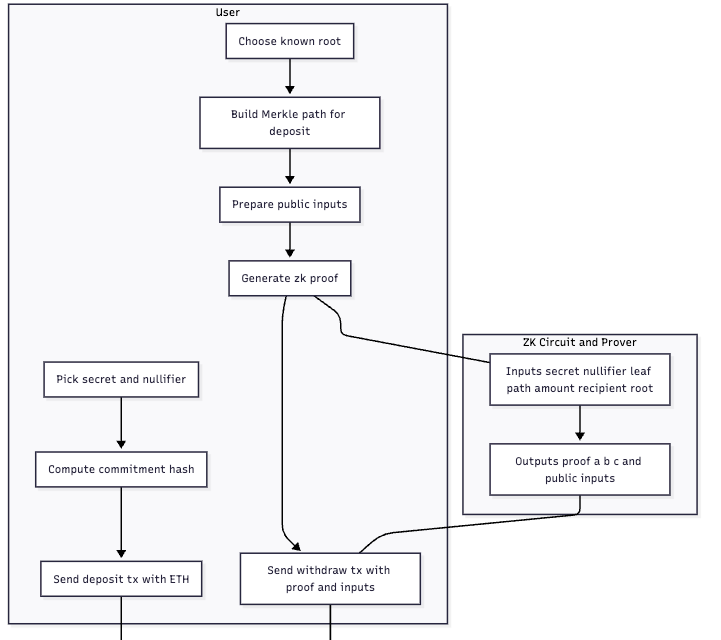 User
Choose known root
Build Merkle path for
deposit
Prepare public inputs
Generate zk proof
ZK Circuit and Prover
Inputs secret nullifier leaf
path amount recipient root
Pick secret and nullifier
Compute commitment hash
Outputs proof a b c and
public inputs
Send deposit tx with ETH
Send withdraw tx with
proof and inputs